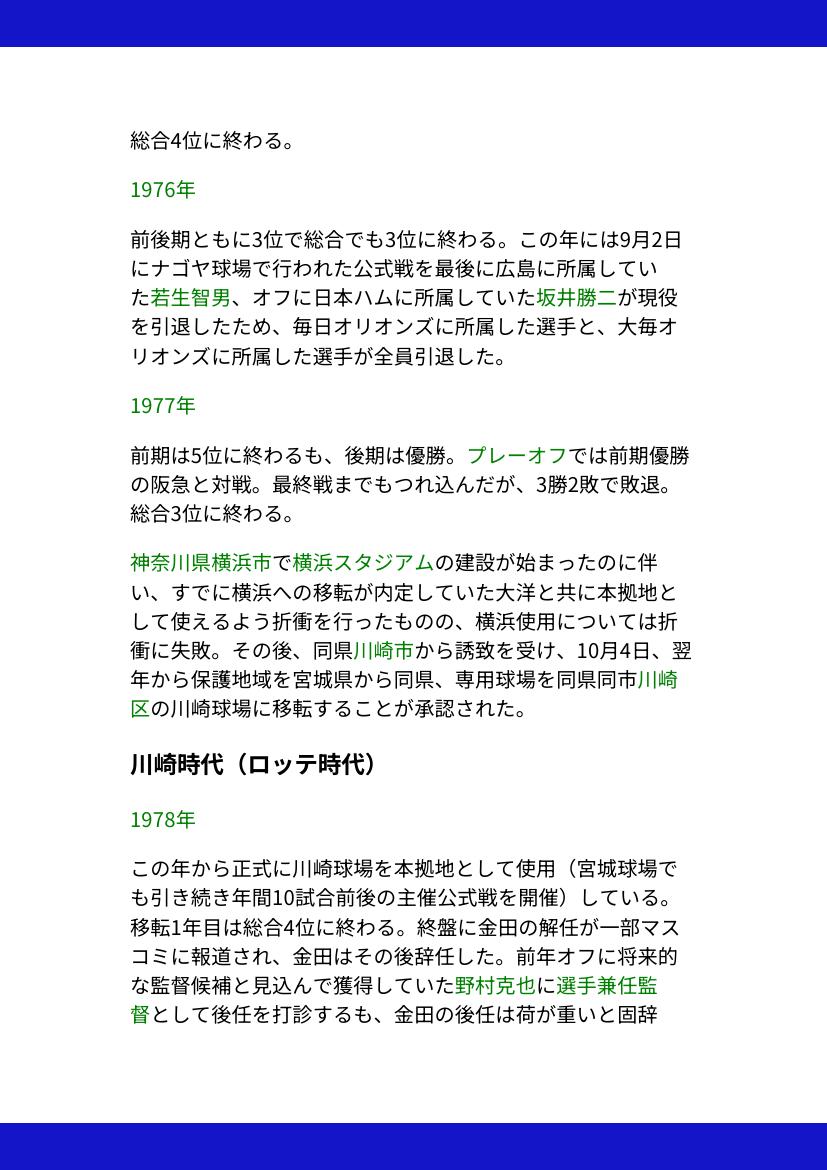 総合4位に終わる。
1976年
前後期ともに3位で総合でも3位に終わる。この年には9月2日
にナゴヤ球場で行われた公式戦を最後に広島に所属してい
た若生智男、オフに日本ハムに所属していた坂井勝二が現役
を引退したため、毎日オリオンズに所属した選手と、大毎オ
リオンズに所属した選手が全員引退した。
1977年
前期は5位に終わるも、後期は優勝。プレーオフでは前期優勝
の阪急と対戦。最終戦までもつれ込んだが、3勝2敗で敗退。
総合3位に終わる。
神奈川県横浜市で横浜スタジアムの建設が始まったのに伴
い、すでに横浜への移転が内定していた大洋と共に本拠地と
して使えるよう折衝を行ったものの、横浜使用については折
衝に失敗。その後、同県川崎市から誘致を受け、10月4日、翌
年から保護地域を宮城県から同県、専用球場を同県同市川崎
区の川崎球場に移転することが承認された。
川崎時代（ロッテ時代）
1978年
この年から正式に川崎球場を本拠地として使用（宮城球場で
も引き続き年間10試合前後の主催公式戦を開催）している。
移転1年目は総合4位に終わる。終盤に金田の解任が一部マス
コミに報道され、金田はその後辞任した。前年オフに将来的
な監督候補と見込んで獲得していた野村克也に選手兼任監
督として後任を打診するも、金田の後任は荷が重いと固辞